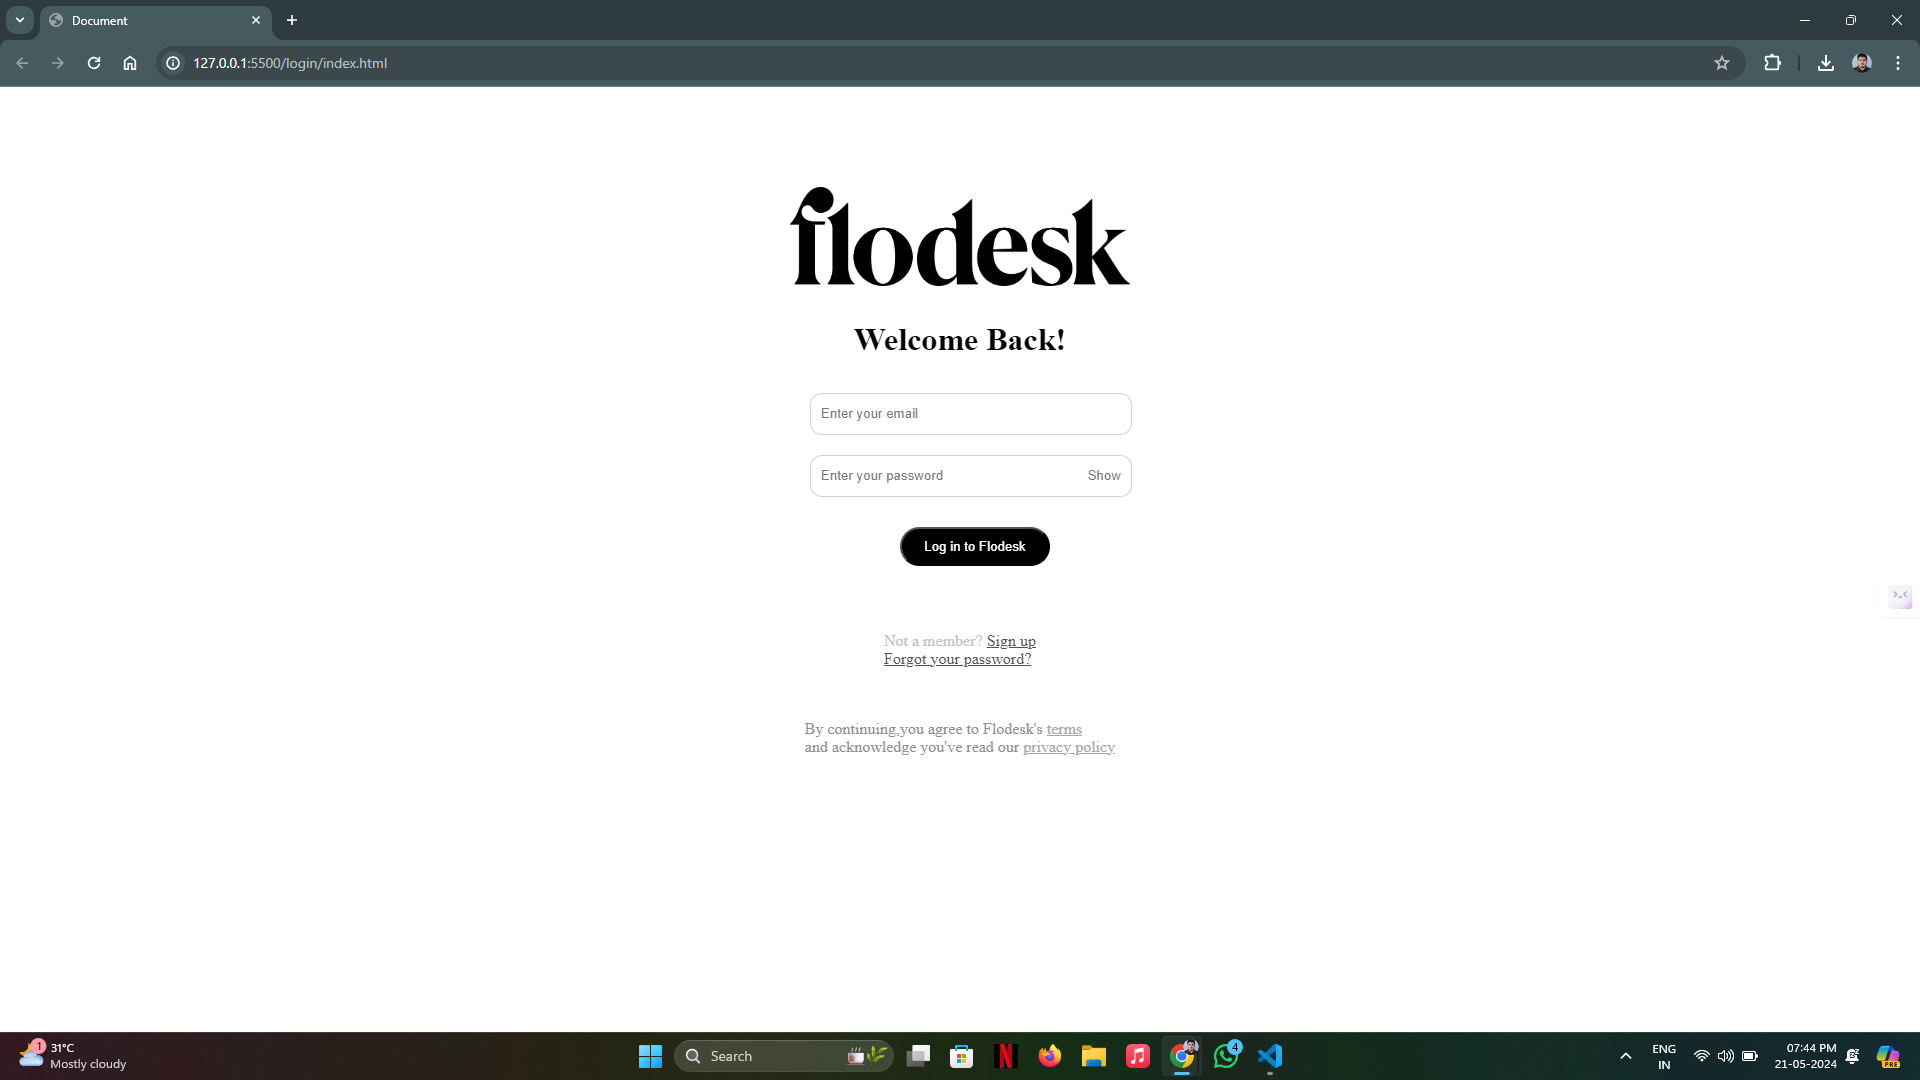 Document
127.0.0.1:5500/login/index.html
flodesk
Welcome Back!
Enter your email
Enter your password
Show
Log in to Flodesk
Not a member? Sign up
Forgot your password?
By continuing,you agree to Flodesk's terms
and acknowledge you've read our privacy policy
1
31°C
Mostly cloudy
Search
N
4
ENG
IN
07:44 PM
21-05-2024
PRE